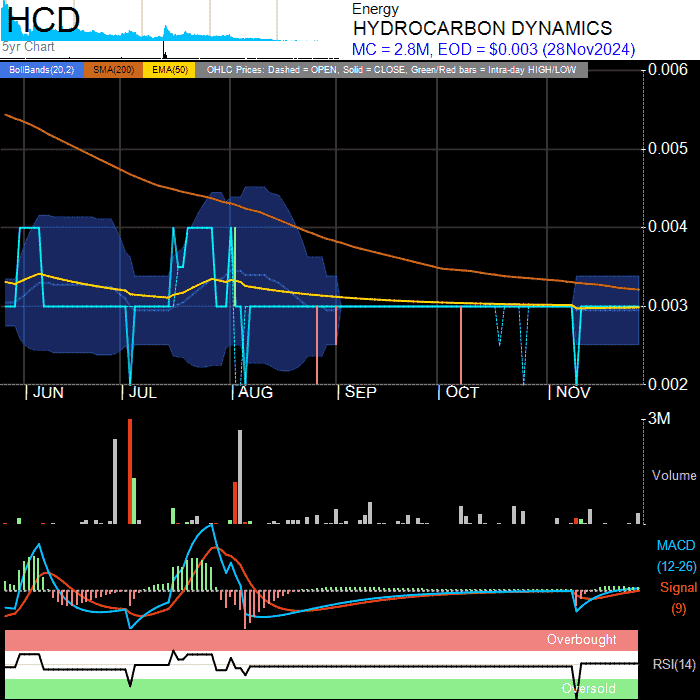 HCD
5yr Chart
Energy
HYDROCARBON DYNAMICS
MC = 2.8M, EOD = $0.003 (28Nov2024)
BollBands(20,2) SMA(200) EMA(50) OHLC Prices: Dashed = OPEN, Solid = CLOSE, Green/Red bars = Intra-day HIGH/LOW
0.006
0.005
0.004
0.003
0.002
JUN JUL AUG SEP OCT NOV
3M
Volume
MACD
(12-26)
Signal
(9)
Overbought
RSI(14)
Oversold